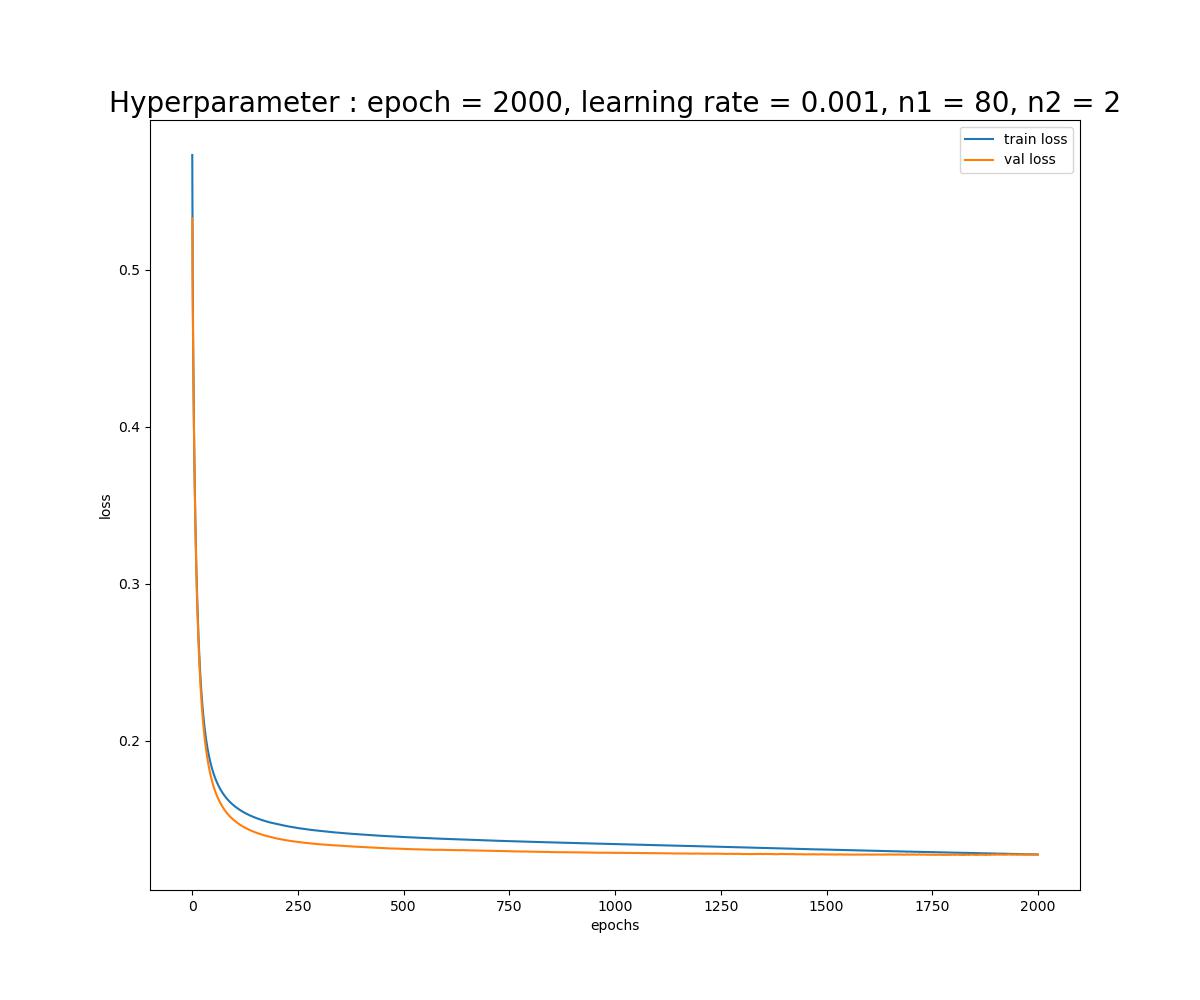 Hyperparameter : epoch = 2000, learning rate = 0.001, n1 = 80, n2 = 2
train loss
val loss
0.5
0.4
0.3
0.2
loss
0 250 500 750 1000 1250 1500 1750 2000
epochs